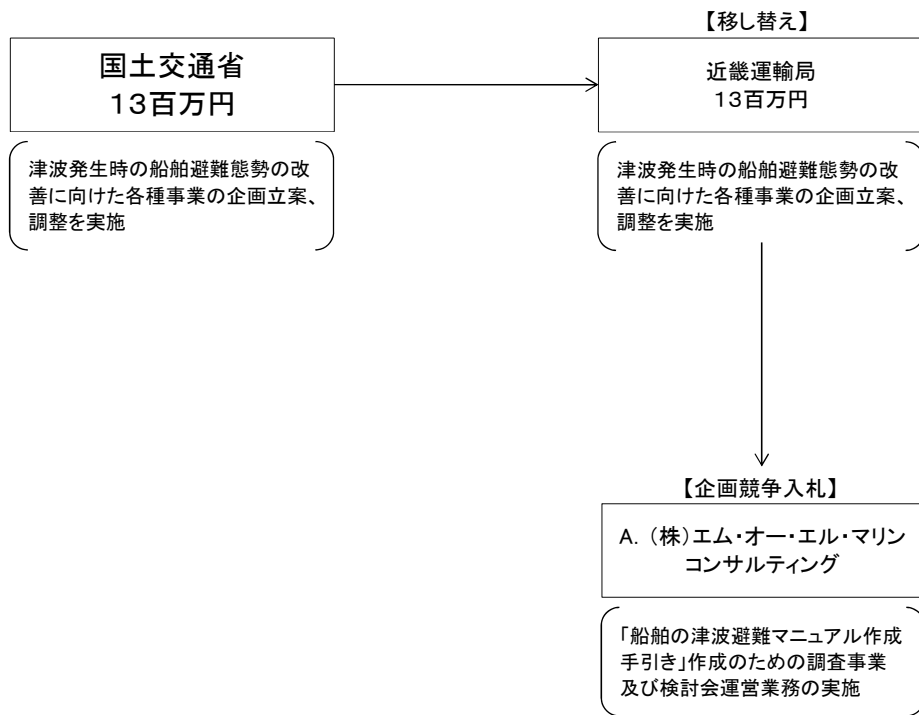 国土交通省
13百万円
津波発生時の船舶避難態勢の改
善に向けた各種事業の企画立案、
調整を実施
【移し替え】
近畿運輸局
13百万円
津波発生時の船舶避難態勢の改
善に向けた各種事業の企画立案、
調整を実施
【企画競争入札】
A. (株)エム・オー・エル・マリン
コンサルティング
「船舶の津波避難マニュアル作成
手引き」作成のための調査事業
及び検討会運営業務の実施